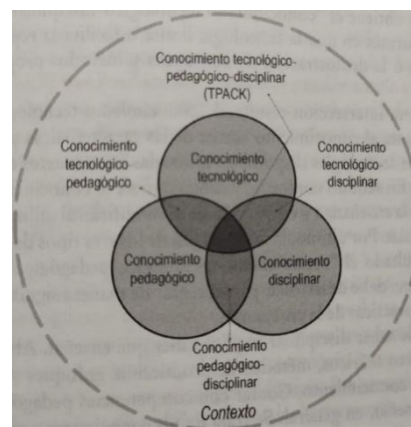 Conocimiento tecnológico-
pedagógico-disciplinar
(TPACK)
Conocimiento
tecnológico
pedagógico
Conocimiento
tecnológico
Conocimiento
tecnológico
disciplinar
Conocimiento
pedagógico
Conocimiento
disciplinar
Conocimiento
pedagógico-
disciplinar
Contexto